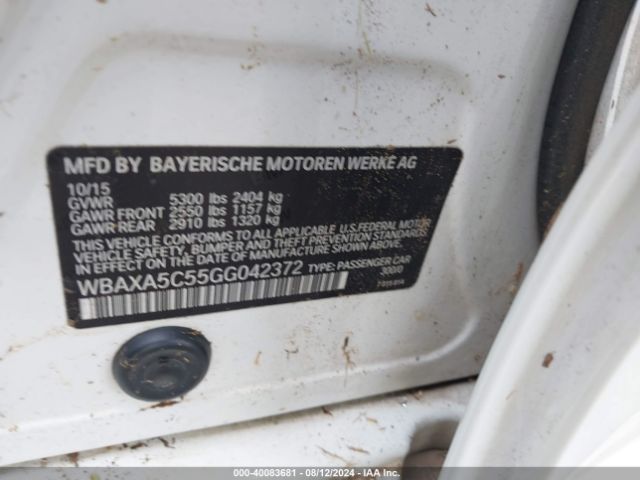 MFD BY BAYERISCHE MOTOREN WERKE AG
10/15
GVWR 5300 lbs 2404 kg
GAWR FRONT 2550 lbs 1157 kg
GAWR REAR 2910 lbs 1320 kg
THIS VEHICLE CONFORMS TO ALL APPLICABLE U.S. FEDERAL MOTOR
VEHICLE SAFETY, BUMPER AND THEFT PREVENTION STANDARDS
IN EFFECT ON THE DATE OF MANUFACTURE SHOWN ABOVE.
WBAXA5C55GG042372 TYPE: PASSENGER CAR
300/0
000-40083681 - 08/12/2024 - IAA Inc.